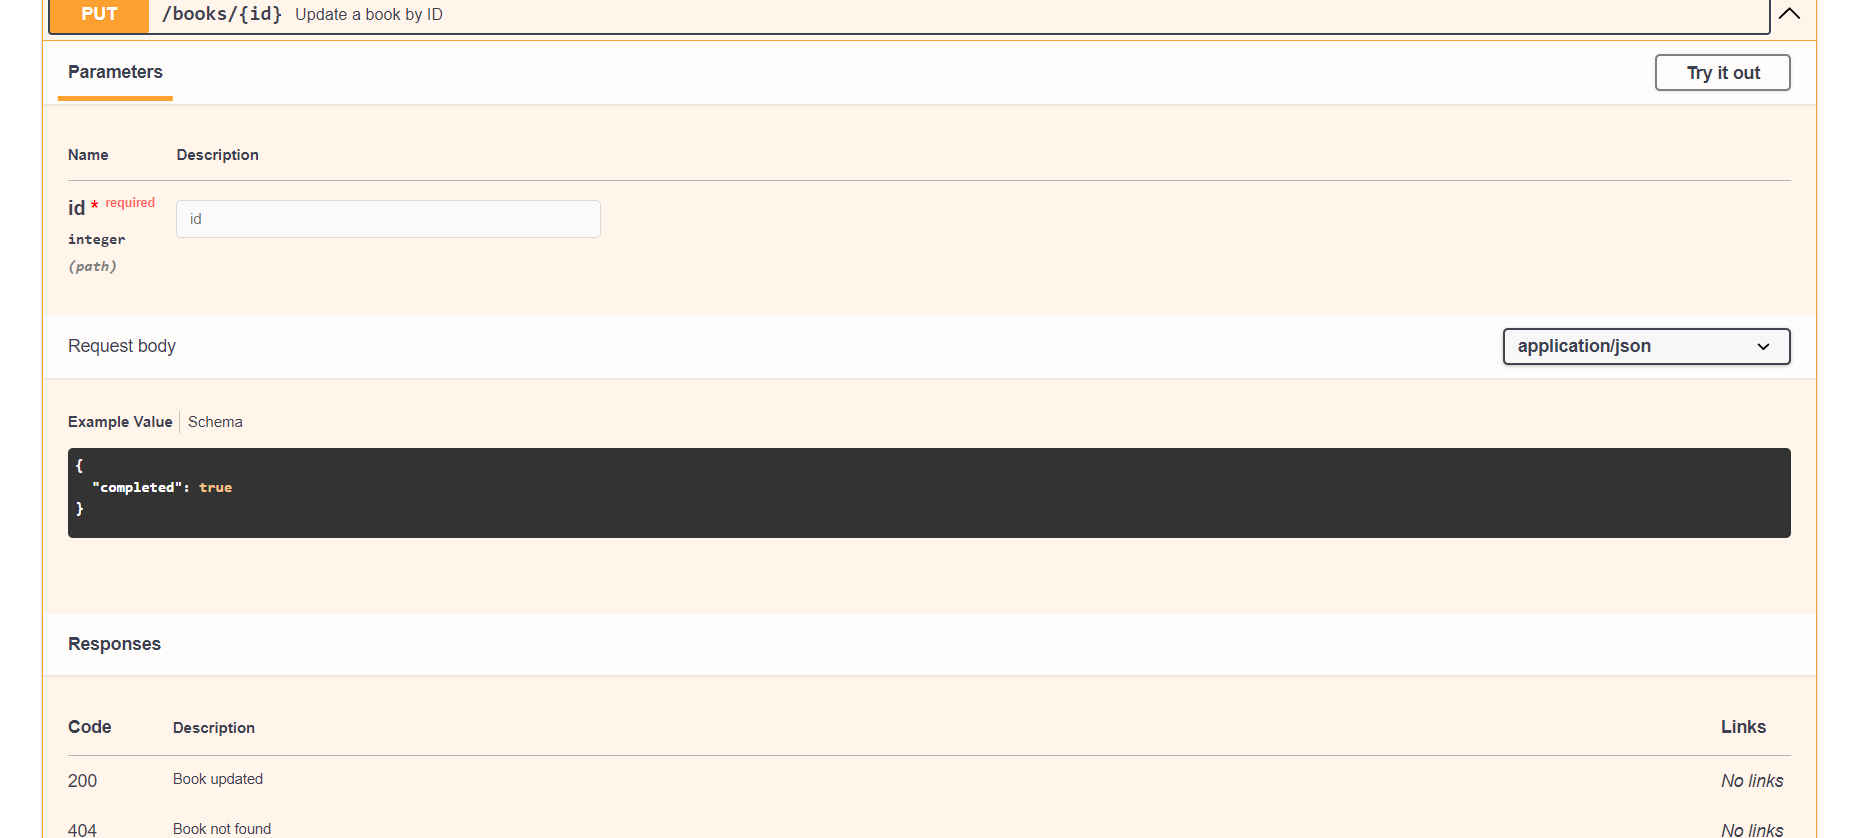 PUT /books/{id} Update a book by ID
Parameters
Try it out
Name Description
id * required
id
integer
(path)
Request body
application/json
Example Value Schema
{
"completed": true
}
Responses
Code Description Links
200 Book updated No links
404 Book not found No links